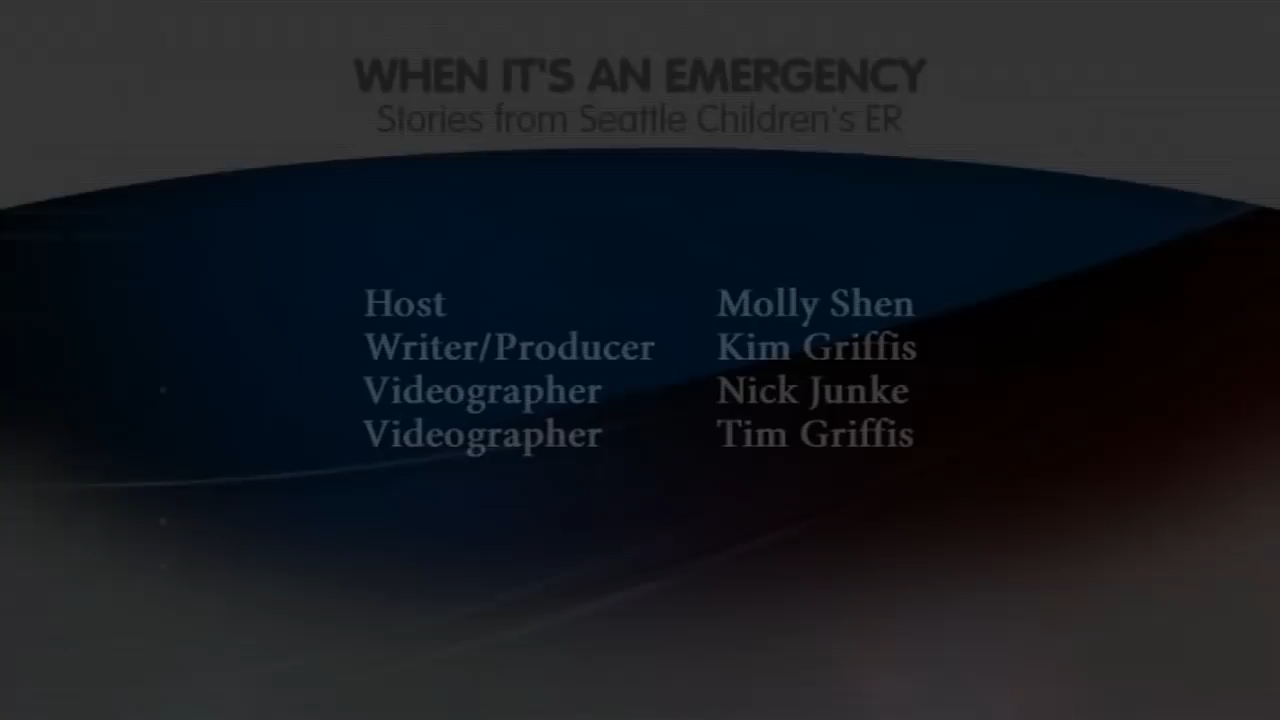 WHEN IT'S AN EMERGENCY
Stories from Seattle Children's ER
Host Molly Shen
Writer/Producer Kim Griffis
Videographer Nick Junke
Videographer Tim Griffis